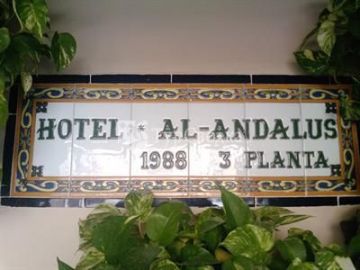 HOTEL * AL-ANDALUS
1988 3 PLANTA